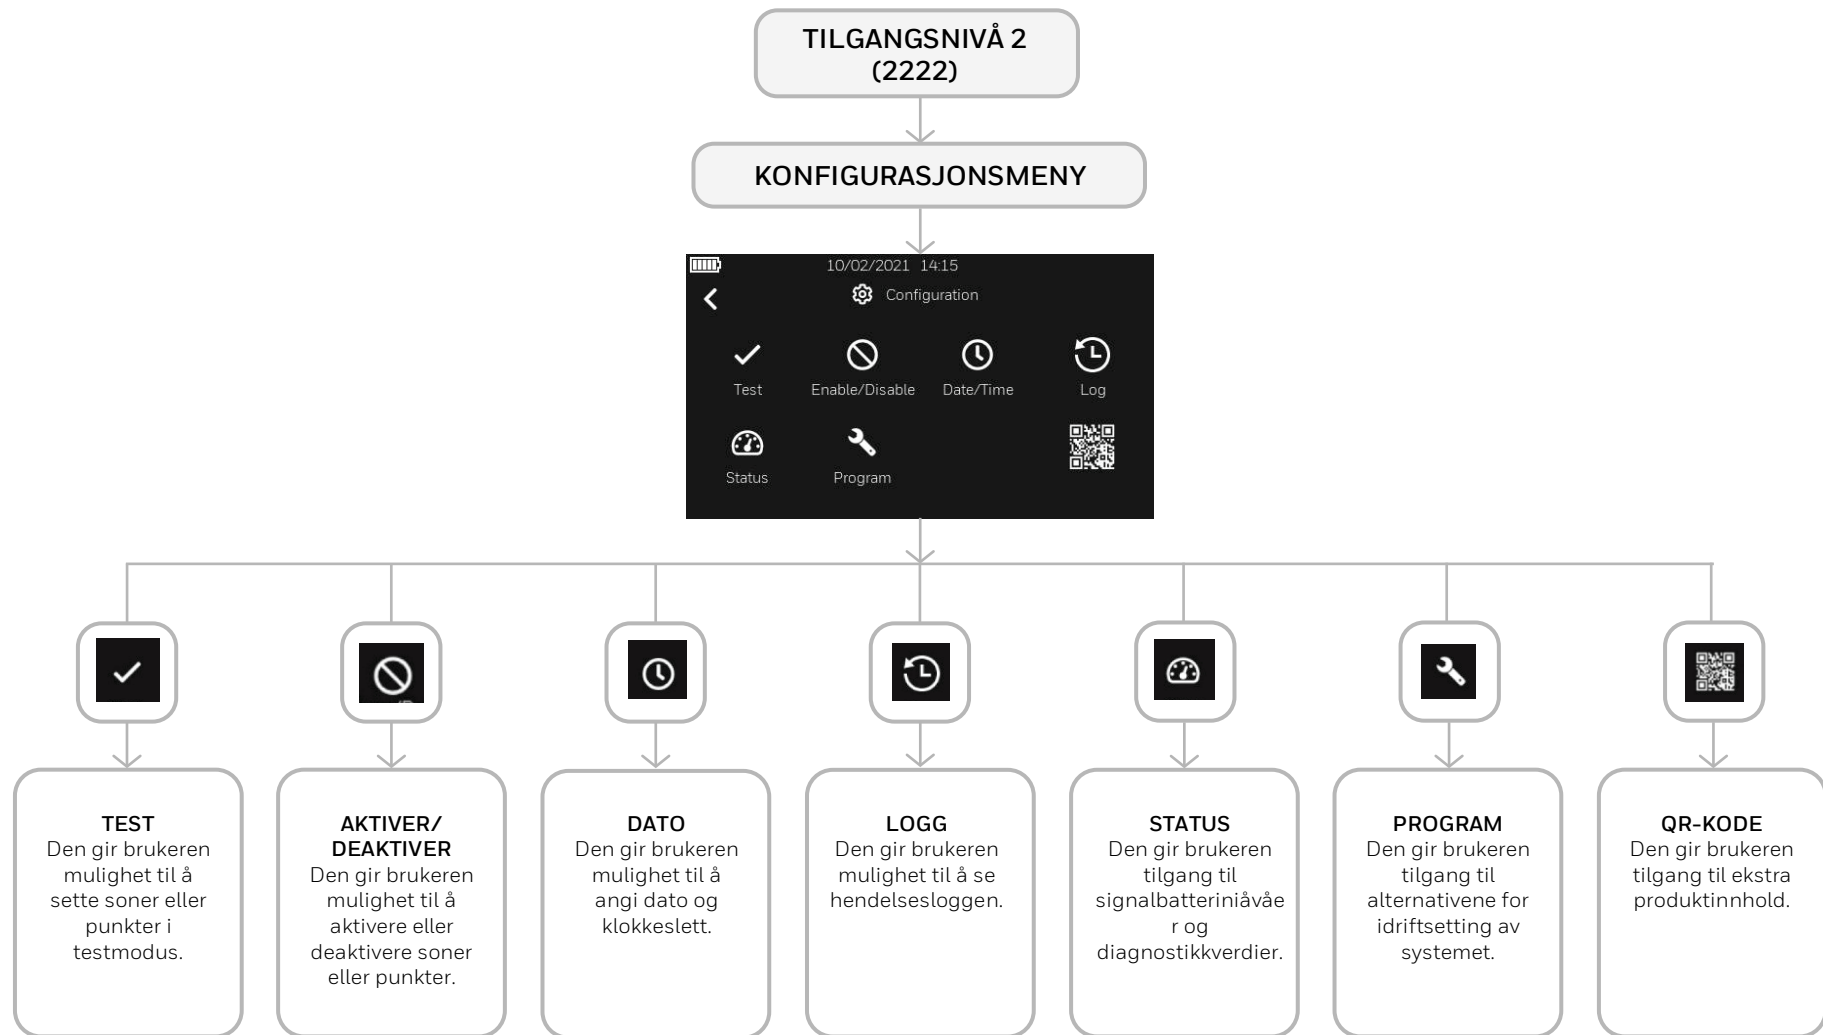 TILGANGSNIVÅ 2
(2222)
KONFIGURASJONSMENY
10/02/2021 14:15
Configuration
Test
Enable/Disable
Date/Time
Log
Status
Program
TEST
Den gir brukeren
mulighet til å
sette soner eller
punkter i
testmodus.
AKTIVER/
DEAKTIVER
Den gir brukeren
mulighet til å
aktivere eller
deaktivere soner
eller punkter.
DATO
Den gir brukeren
mulighet til å
angi dato og
klokkeslett.
LOGG
Den gir brukeren
mulighet til å se
hendelsesloggen.
STATUS
Den gir brukeren
tilgang til
signalbatteriniåvåe
r og
diagnostikkverdier.
PROGRAM
Den gir brukeren
tilgang til
alternativene for
idriftsetting av
systemet.
QR-KODE
Den gir brukeren
tilgang til ekstra
produktinnhold.